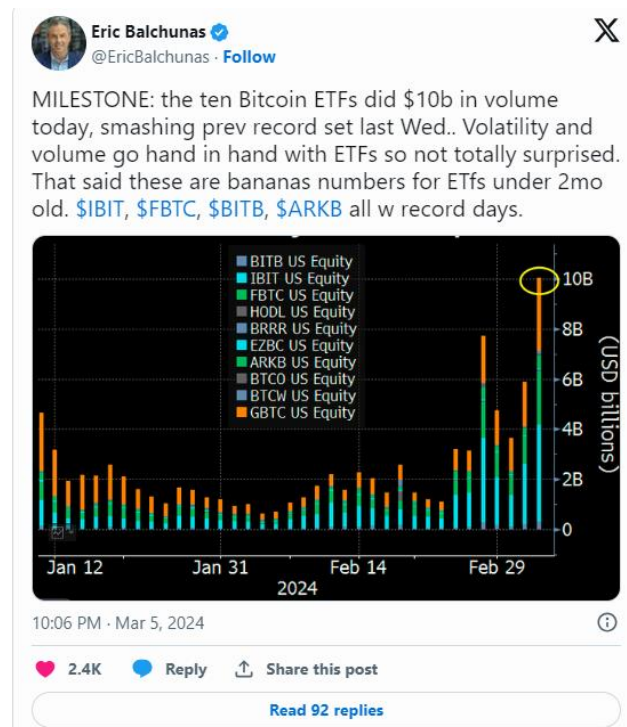 Eric Balchunas
@EricBalchunas · Follow
MILESTONE: the ten Bitcoin ETFs did $10b in volume
today, smashing prev record set last Wed.. Volatility and
volume go hand in hand with ETFs so not totally surprised.
That said these are bananas numbers for ETfs under 2mo
old. $IBIT, $FBTC, $BITB, $ARKB all w record days.
BITB US Equity
IBIT US Equity
FBTC US Equity
HODL US Equity
BRRR US Equity
EZBC US Equity
ARKB US Equity
BTCO US Equity
BTCW US Equity
GBTC US Equity
10B
8B
6B
4B
2B
0
(USD billions)
Jan 12 Jan 31 Feb 14 Feb 29
2024
10:06 PM · Mar 5, 2024
2.4K Reply Share this post
Read 92 replies